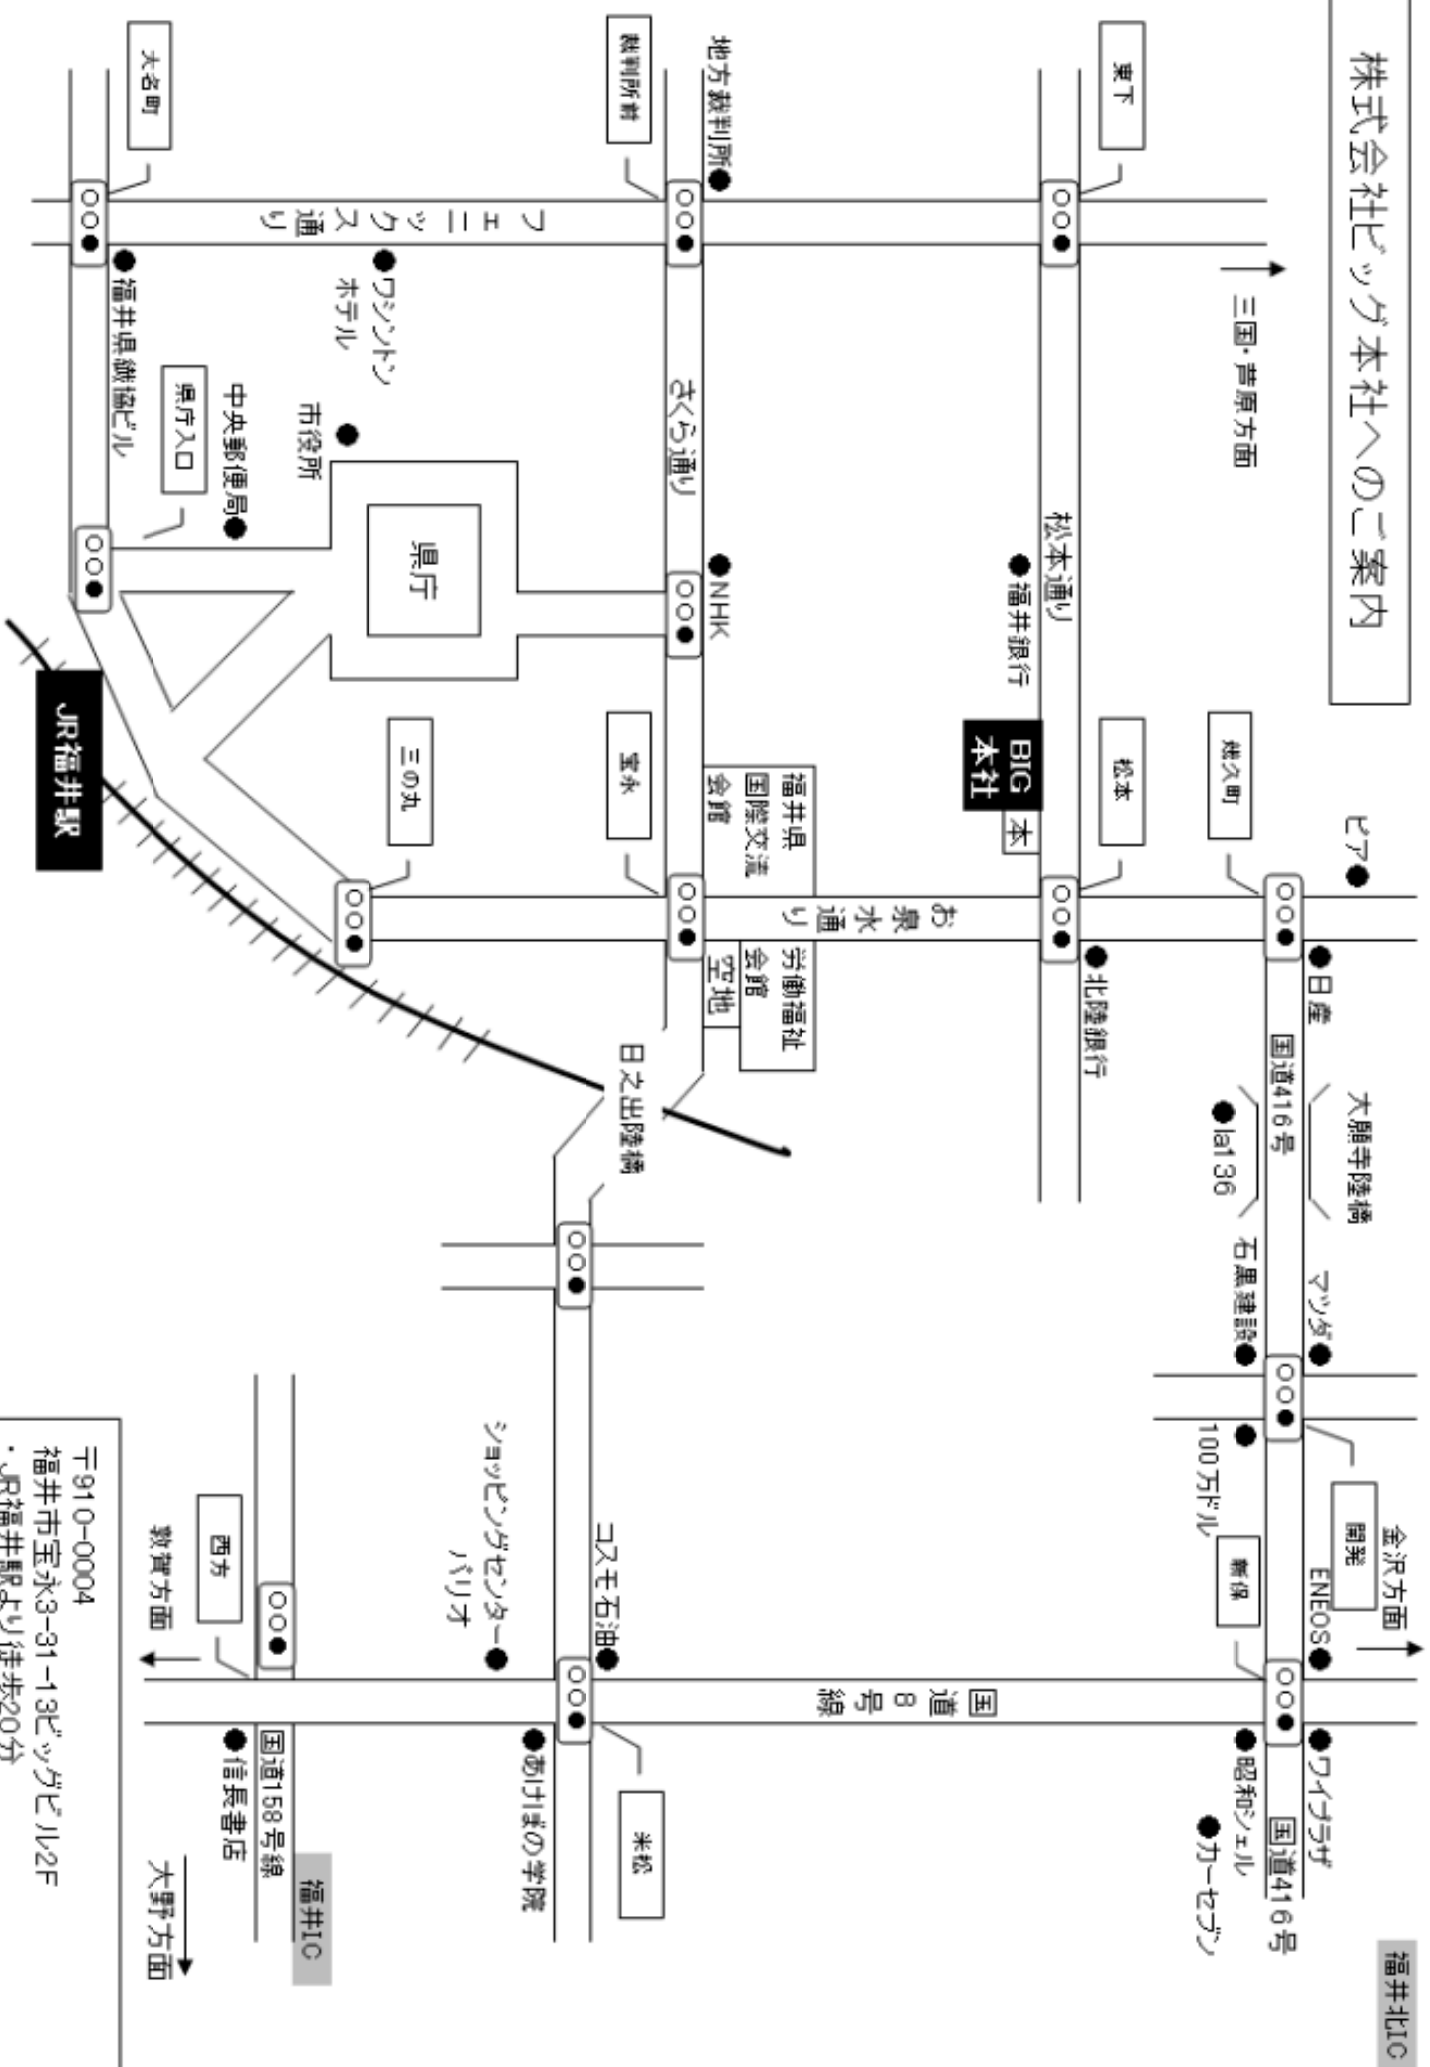 株式会社ビッグ本社へのご案内
福井北IC
ピア
大願寺陸橋
マツダ
開発
金沢方面
ENEOS
日産
ワイプラザ
国道416号
国道416号
三国・芦原方面
la136
石黒建設
100万ドル
新保
昭和シェル
カーセブン
東下
松本
北陸銀行
松本通り
福井銀行
BIG
本社
本
国道8号線
お泉水通り
福井県
国際交流
会館
労働福祉
会館
空地
地方裁判所
NHK
さくら通り
裁判所前
宝永
日之出陸橋
コスモ石油
米松
ショッピングセンター
パリオ
あけぼの学院
フェニックス通り
ワシントン
ホテル
県庁
三の丸
市役所
中央郵便局
県庁入口
福井IC
国道158号線
信長書店
西方
敦賀方面
大野方面
大名町
福井県繊協ビル
JR福井駅
〒910-0004
福井市宝永3-31-13ビッグビル2F
・JR福井駅より徒歩20分